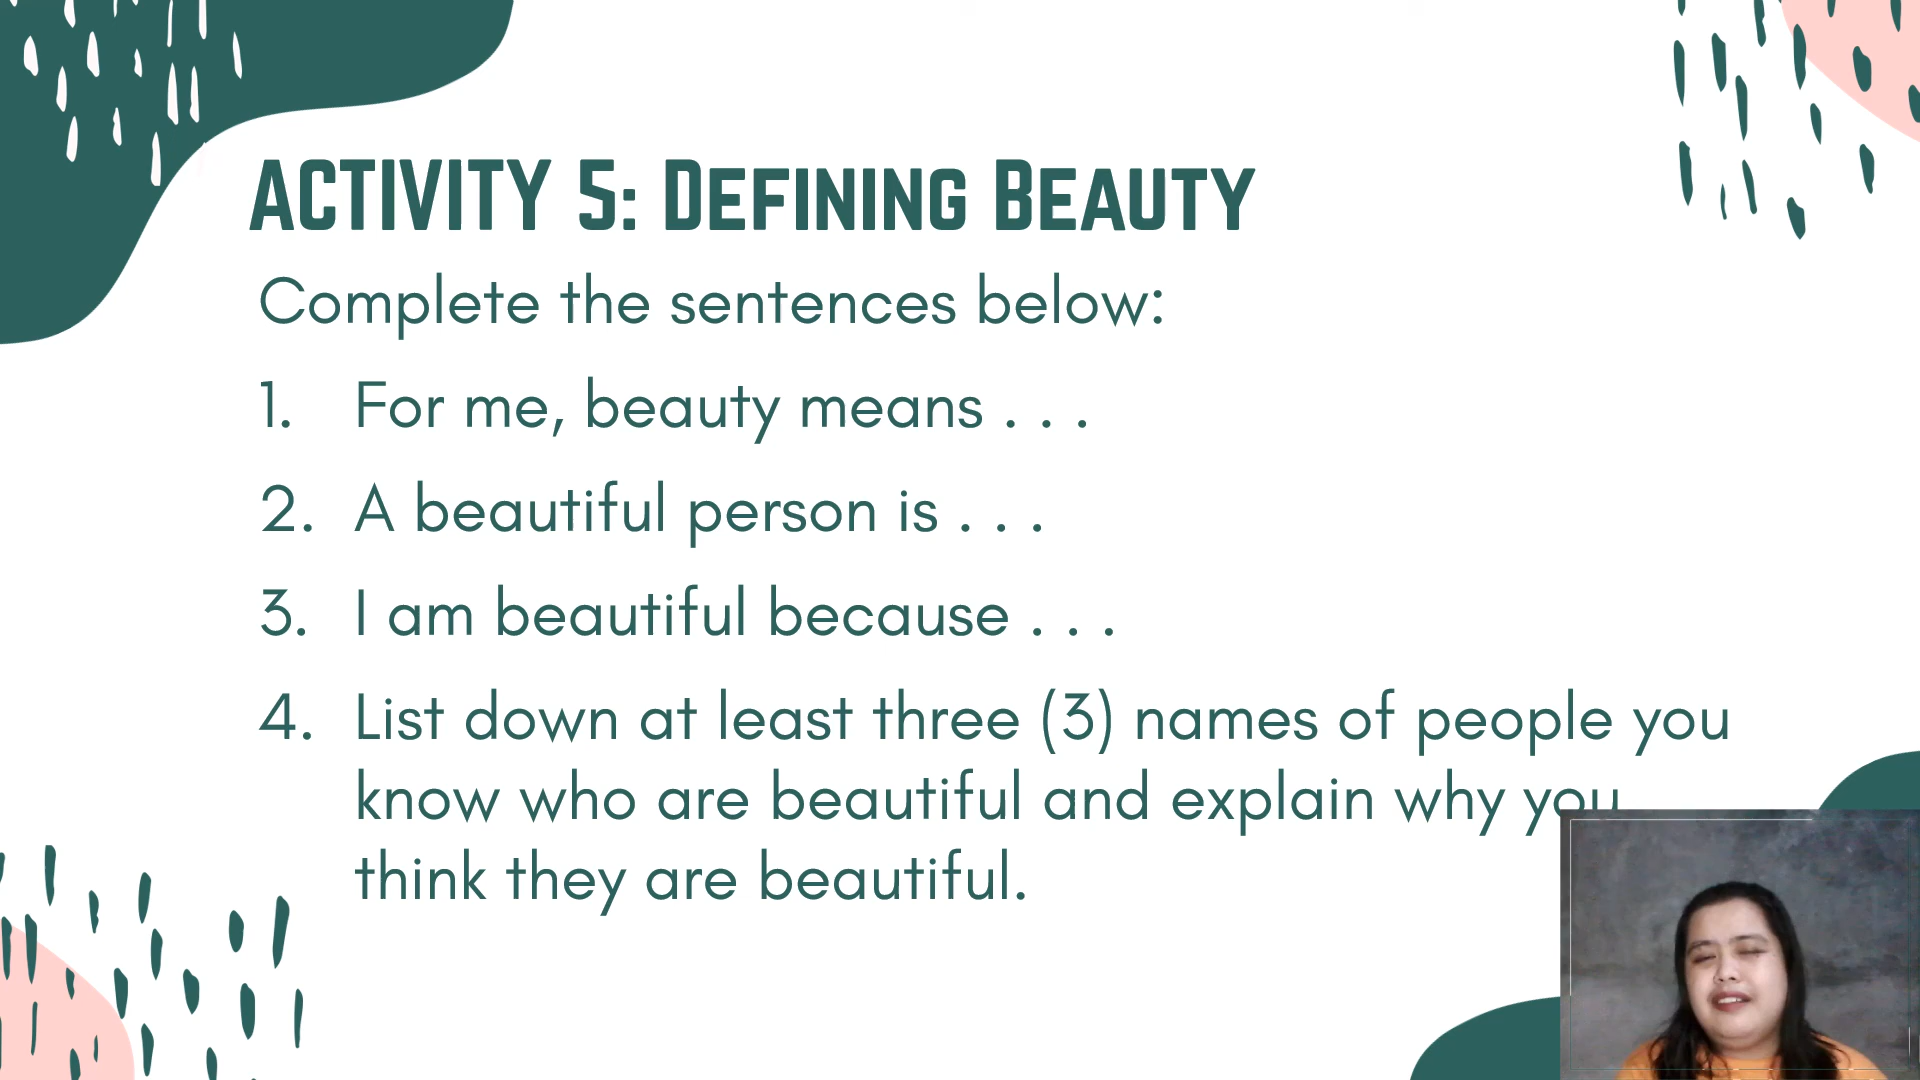 ACTIVITY 5: DEFINING BEAUTY
Complete the sentences below:
1. For me, beauty means . . .
2. A beautiful person is . . .
3. I am beautiful because . . .
4. List down at least three (3) names of people you
know who are beautiful and explain why you
think they are beautiful.